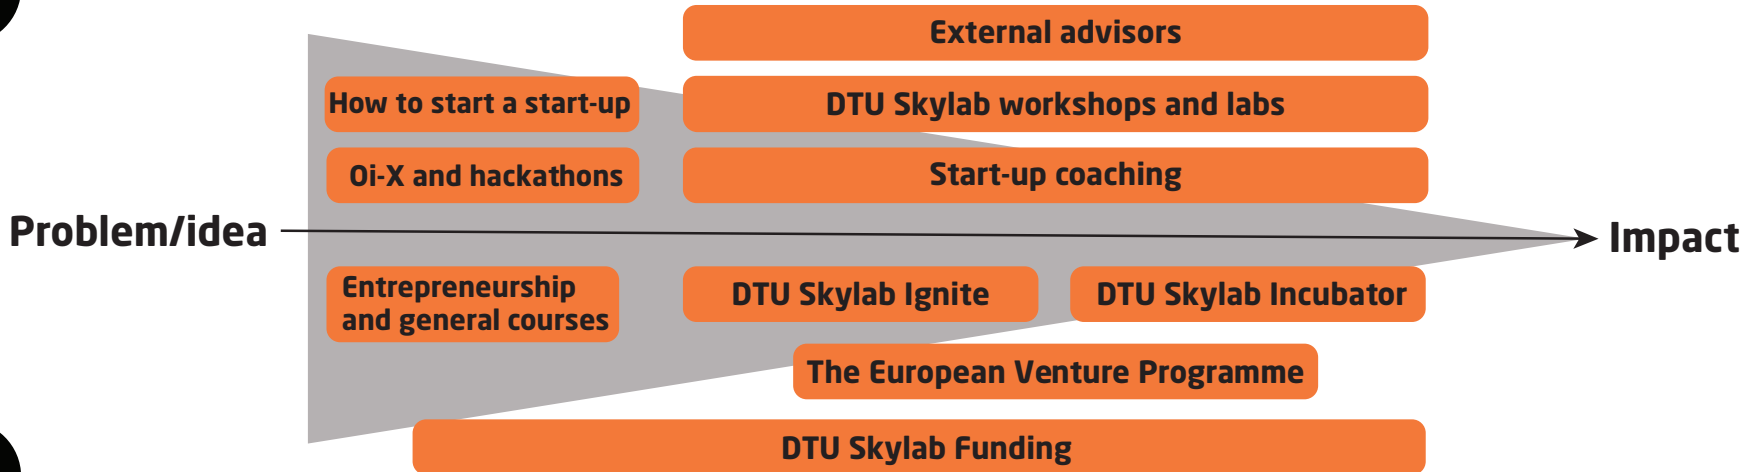 External advisors
How to start a start-up
DTU Skylab workshops and labs
Oi-X and hackathons
Start-up coaching
Problem/idea
Impact
Entrepreneurship
and general courses
DTU Skylab Ignite
DTU Skylab Incubator
The European Venture Programme
DTU Skylab Funding